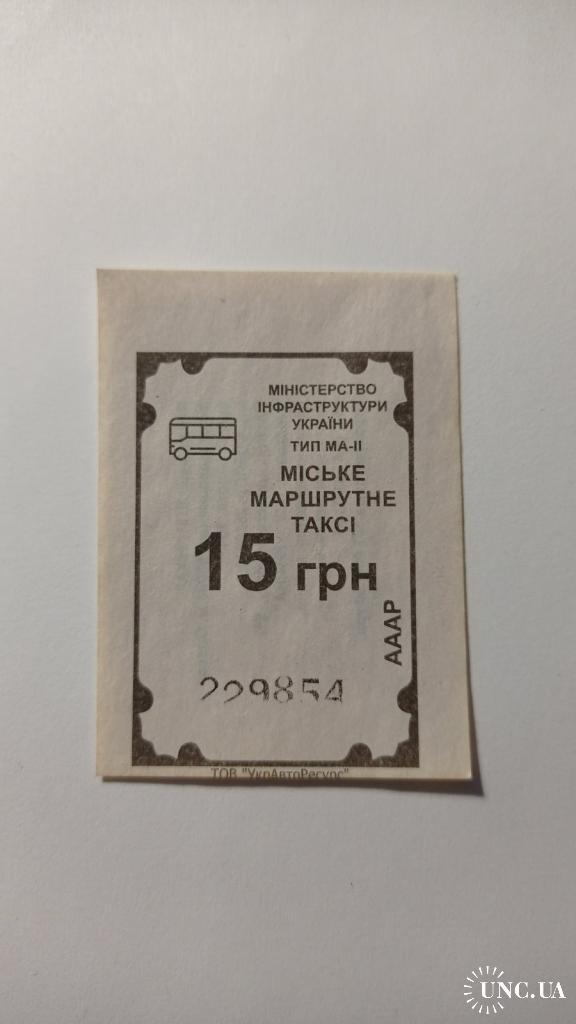 МІНІСТЕРСТВО
ІНФРАСТРУКТУРИ
УКРАЇНИ
ТИП МА-ІІ
МІСЬКЕ
МАРШРУТНЕ
ТАКСІ
15 грн
АААР
229854
ТОВ "УкрАвтоРесурс"
UNC.UA